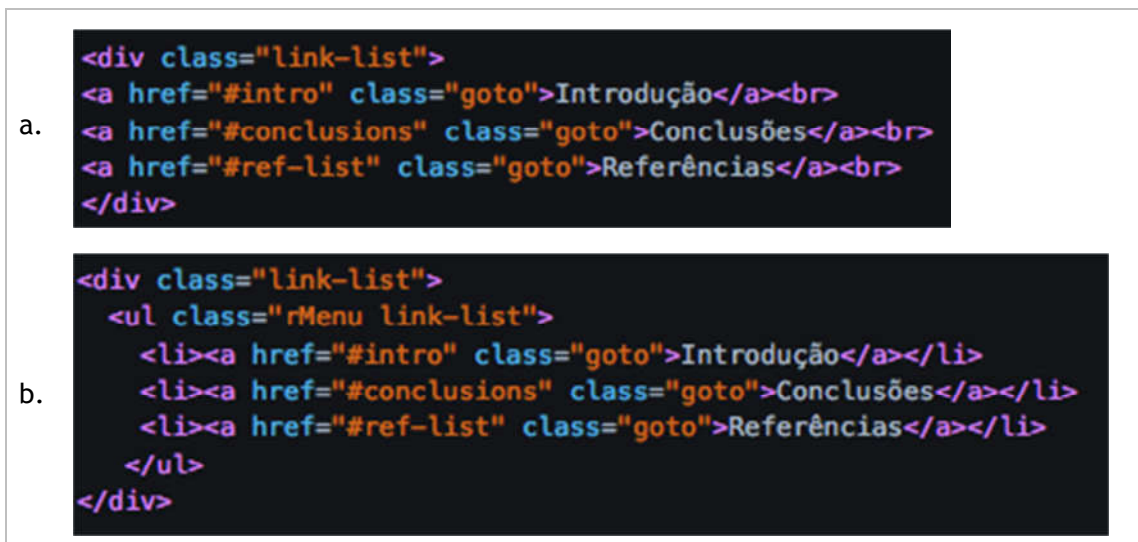 a.
<div class="link-list">
<a href="#intro" class="goto">Introdução</a><br>
<a href="#conclusions" class="goto">Conclusões</a><br>
<a href="#ref-list" class="goto">Referências</a><br>
</div>
b.
<div class="link-list">
<ul class="rMenu link-list">
<li><a href="#intro" class="goto">Introdução</a></li>
<li><a href="#conclusions" class="goto">Conclusões</a></li>
<li><a href="#ref-list" class="goto">Referências</a></li>
</ul>
</div>